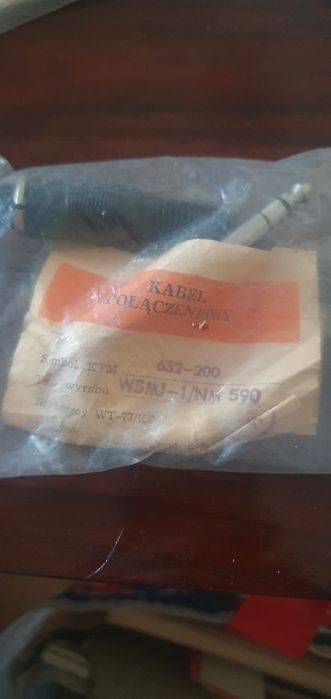 KABEL
POŁĄCZENIOWY
Symbol KTM 632-200
wyrobu WSMJ-1/NM 590
WT-77/